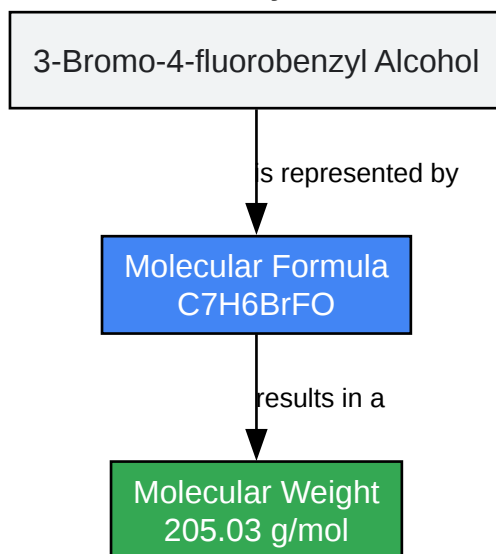 3-Bromo-4-fluorobenzyl Alcohol
is represented by
Molecular Formula
C7H6BrFO
results in a
Molecular Weight
205.03 g/mol